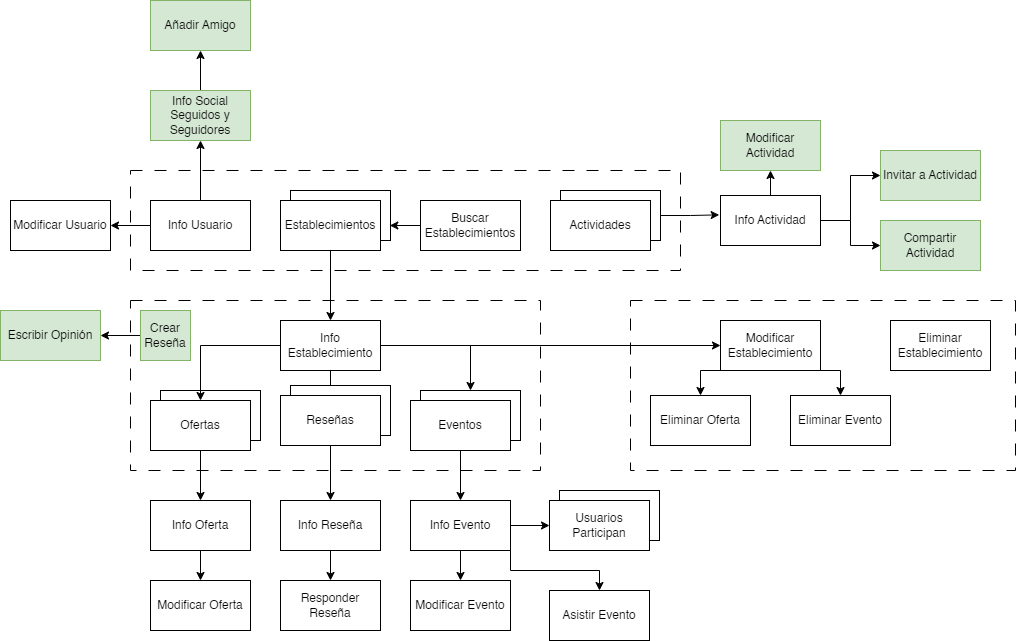 Añadir Amigo
Info Social
Seguidos y
Seguidores
Modificar
Actividad
Invitar a Actividad
Modificar Usuario
Info Usuario
Establecimientos
Buscar
Establecimientos
Actividades
Info Actividad
Compartir
Actividad
Escribir Opinión
Crear
Reseña
Info
Establecimiento
Modificar
Establecimiento
Eliminar
Establecimiento
Ofertas
Reseñas
Eventos
Eliminar Oferta
Eliminar Evento
Info Oferta
Info Reseña
Info Evento
Usuarios
Participan
Modificar Oferta
Responder
Reseña
Modificar Evento
Asistir Evento